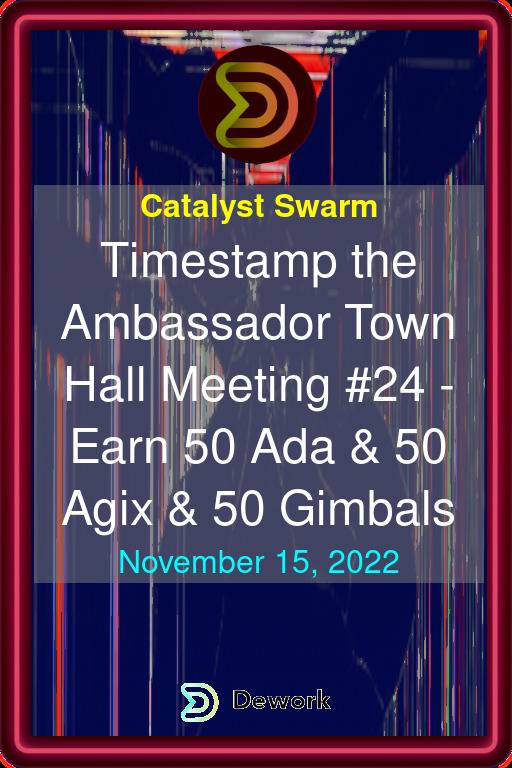 Catalyst Swarm
Timestamp the
Ambassador Town
Hall Meeting #24 -
Earn 50 Ada & 50
Agix & 50 Gimbals
November 15, 2022
Dework